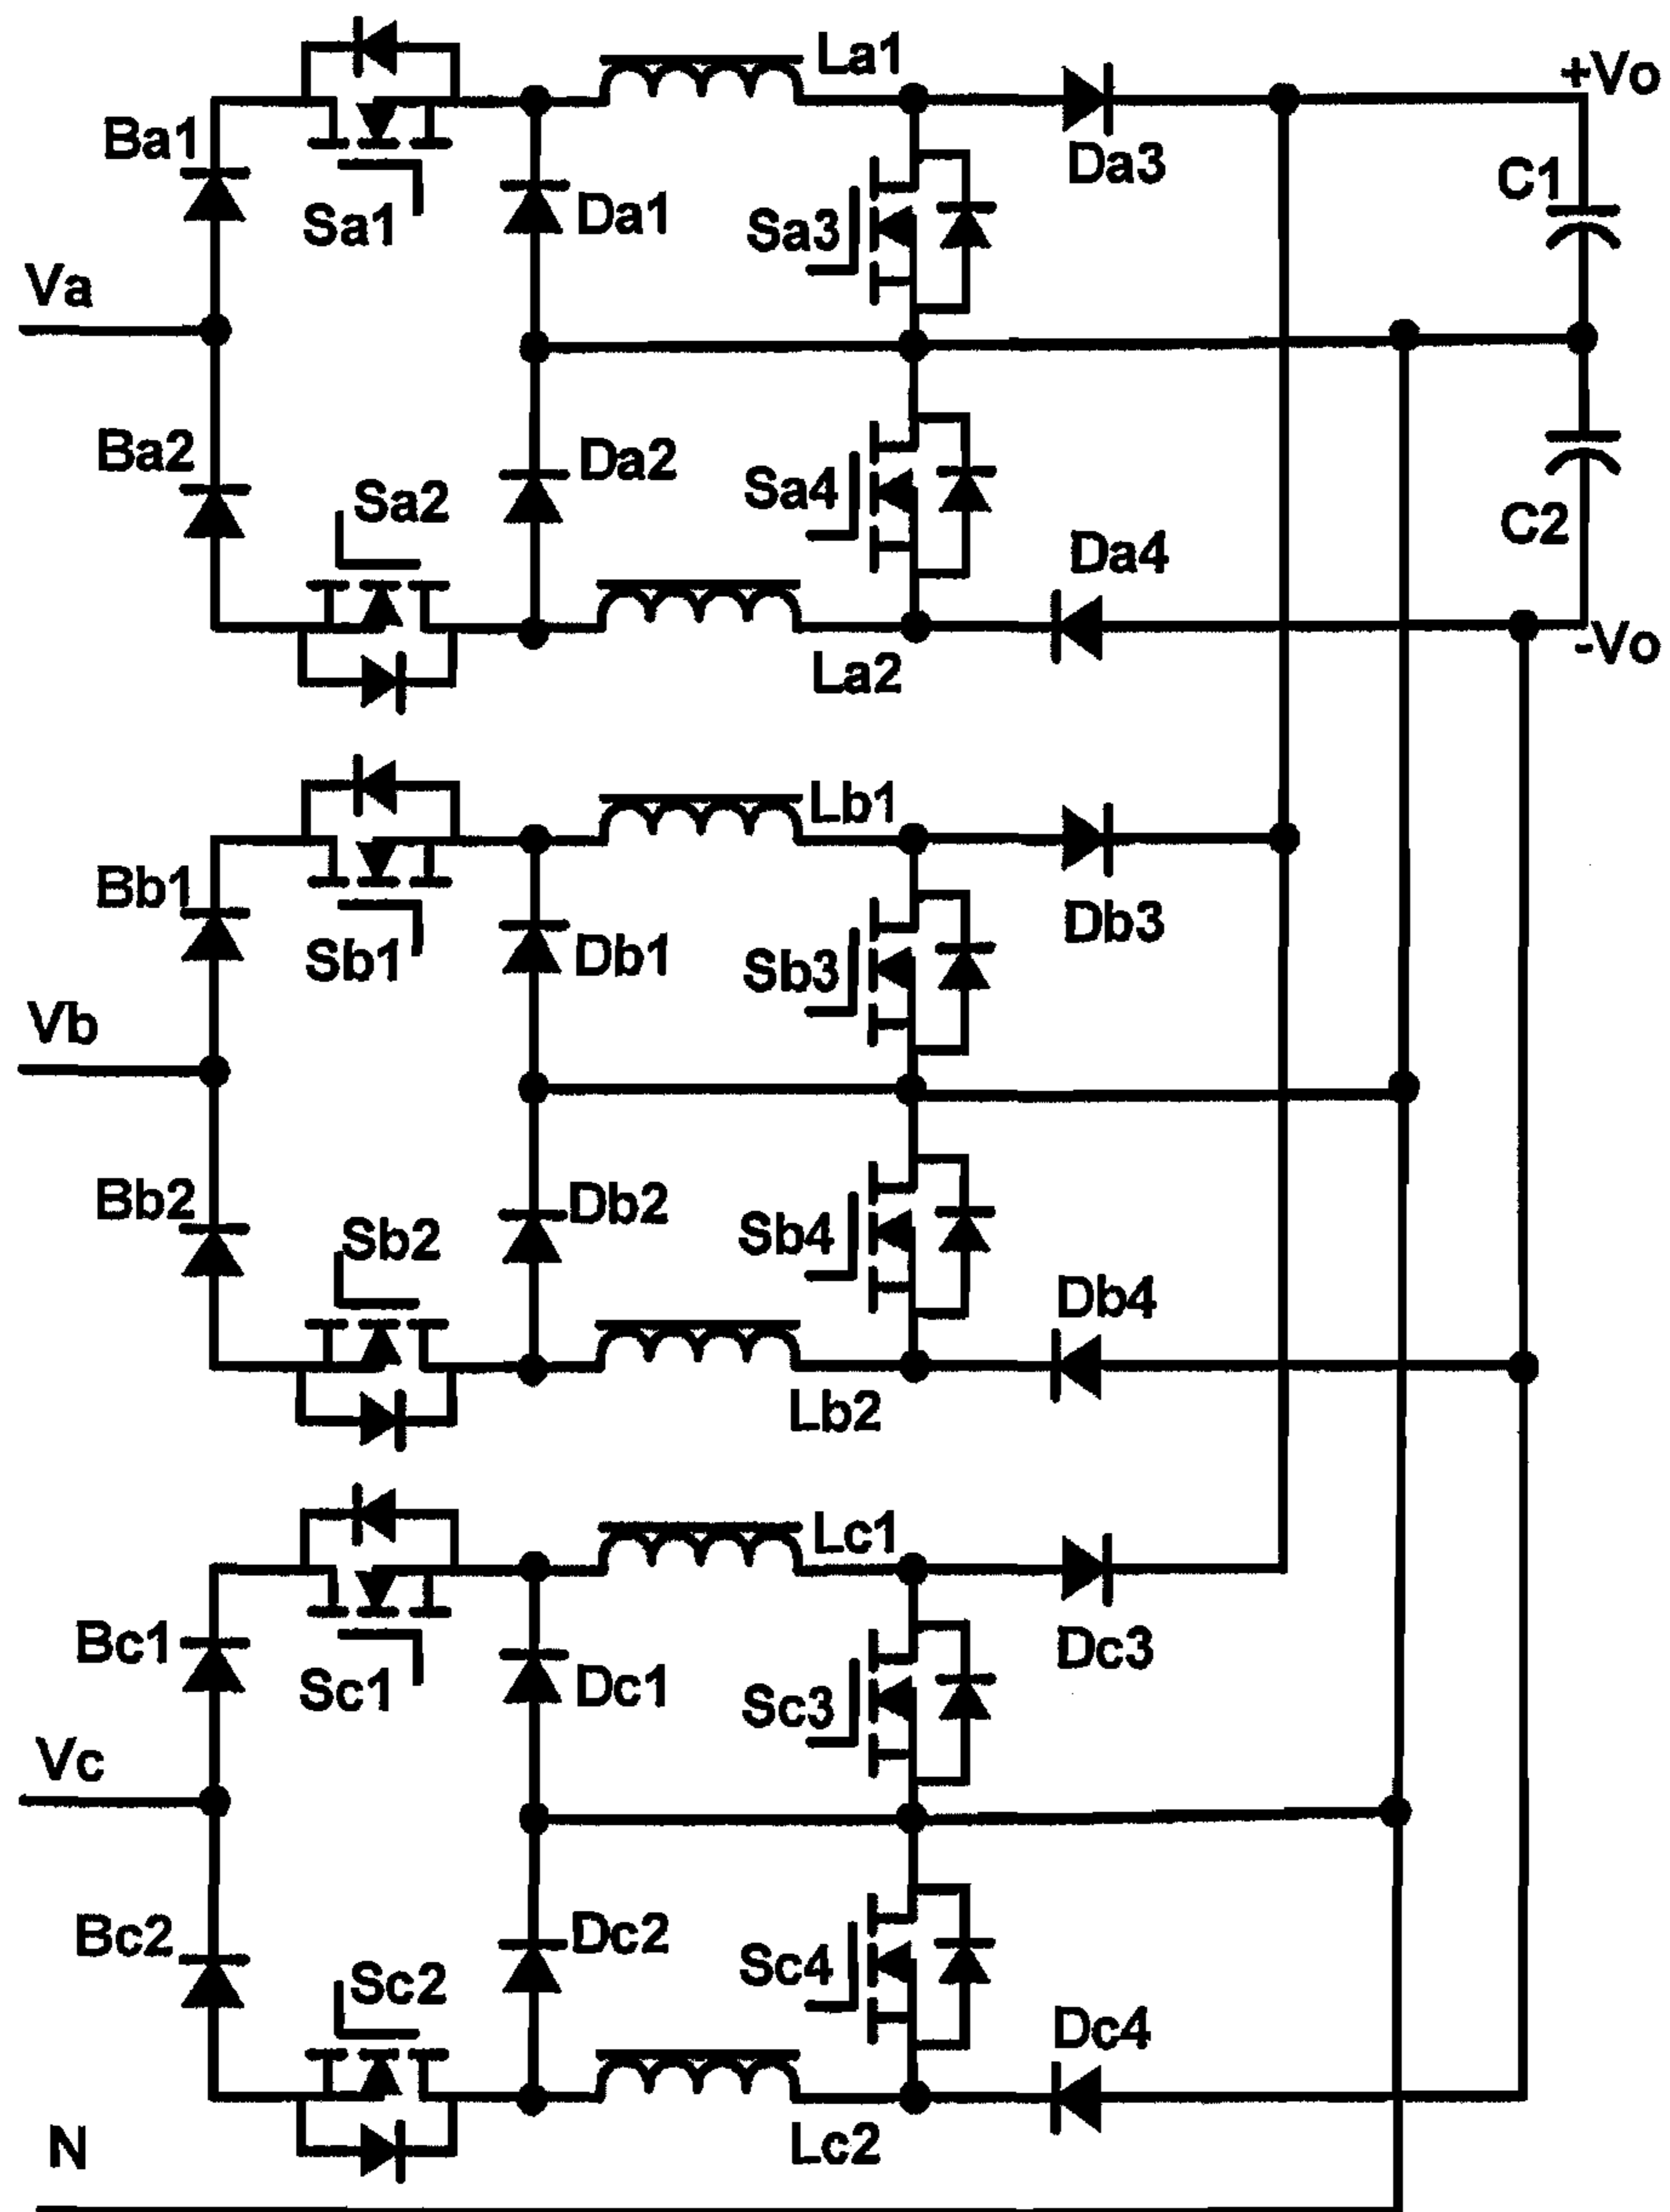 La1
+Vo
Ba1
Da3
C1
Sa1
Da1
Sa3
Va
Ba2
Da2
Sa2
Sa4
C2
Da4
La2
-Vo
Lb1
Bb1
Db3
Sb1
Db1
Sb3
Vb
Bb2
Db2
Sb2
Sb4
Db4
Lb2
Lc1
Bc1
Dc3
Sc1
Dc1
Sc3
Vc
Bc2
Dc2
Sc2
Sc4
Dc4
N
Lc2